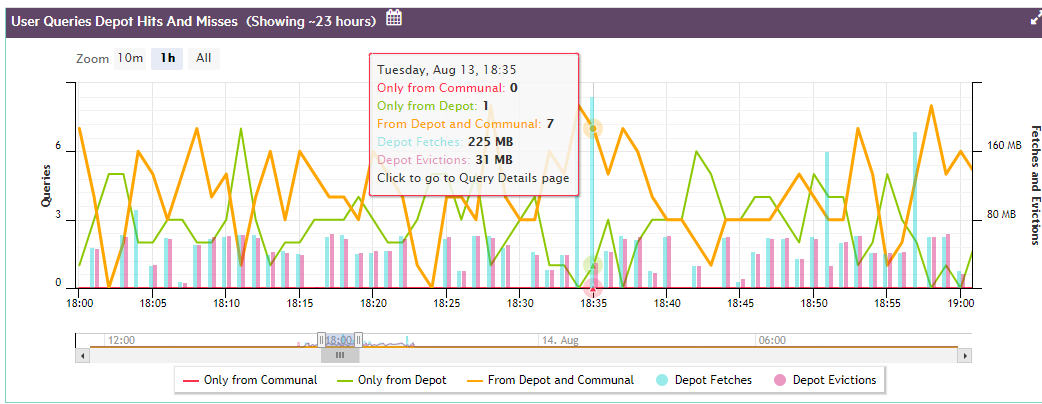 User Queries Depot Hits And Misses (Showing ~23 hours)
Zoom 10m 1h All
Tuesday, Aug 13, 18:35
Only from Communal: 0
Only from Depot: 1
From Depot and Communal: 7
Depot Fetches: 225 MB
Depot Evictions: 31 MB
Click to go to Query Details page
Queries
6
3
0
160 MB
80 MB
Fetches and Evictions
18:00 18:05 18:10 18:15 18:20 18:25 18:30 18:35 18:40 18:45 18:50 18:55 19:00
12:00 18:00 14. Aug 06:00
Only from Communal Only from Depot From Depot and Communal Depot Fetches Depot Evictions